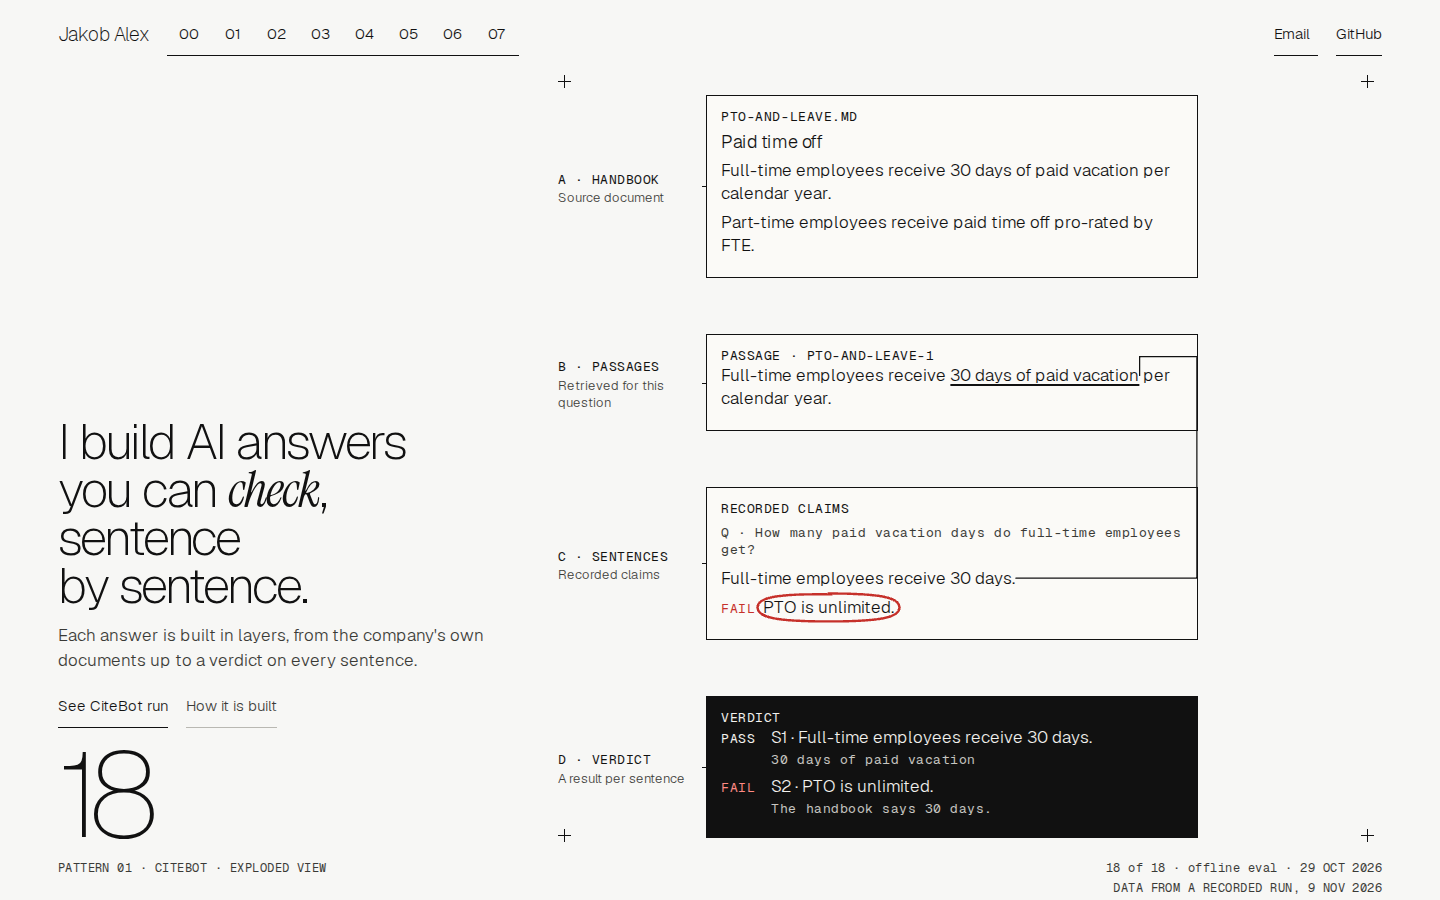 Jakob Alex 00 01 02 03 04 05 06 07 Email GitHub
I build AI answers
you can check,
sentence
by sentence.
Each answer is built in layers, from the company's own
documents up to a verdict on every sentence.
See CiteBot run How it is built
18
PATTERN 01 · CITEBOT · EXPLODED VIEW
A · HANDBOOK
Source document
PTO-AND-LEAVE.MD
Paid time off
Full-time employees receive 30 days of paid vacation per
calendar year.
Part-time employees receive paid time off pro-rated by
FTE.
B · PASSAGES
Retrieved for this
question
PASSAGE · PTO-AND-LEAVE-1
Full-time employees receive 30 days of paid vacation per
calendar year.
C · SENTENCES
Recorded claims
RECORDED CLAIMS
Q · How many paid vacation days do full-time employees
get?
Full-time employees receive 30 days.
FAIL PTO is unlimited.
D · VERDICT
A result per sentence
VERDICT
PASS S1 · Full-time employees receive 30 days.
30 days of paid vacation
FAIL S2 · PTO is unlimited.
The handbook says 30 days.
18 of 18 · offline eval · 29 OCT 2026
DATA FROM A RECORDED RUN, 9 NOV 2026